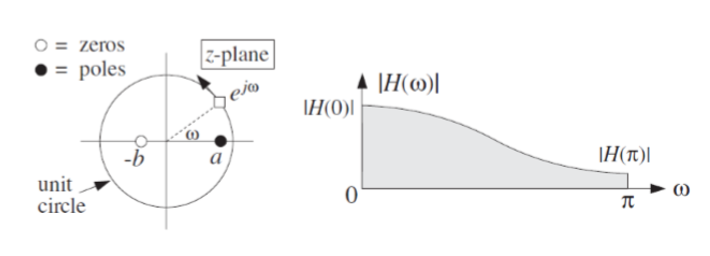 = zeros
= poles
z-plane
e^{jω}
ω
-b
a
unit
circle
|H(ω)|
|H(0)|
|H(π)|
0
π
ω